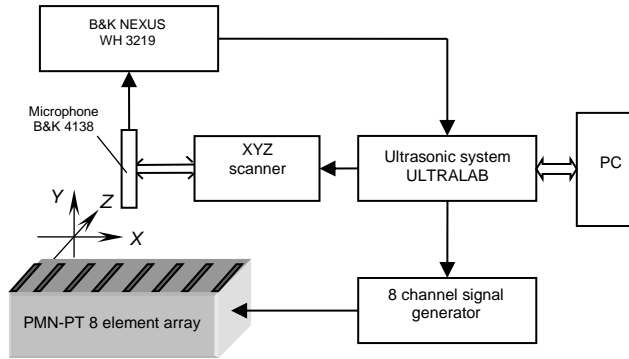 B&K NEXUS
WH 3219
Microphone
B&K 4138
XYZ
scanner
Ultrasonic system
ULTRALAB
PC
Y
Z
X
PMN-PT 8 element array
8 channel signal
generator